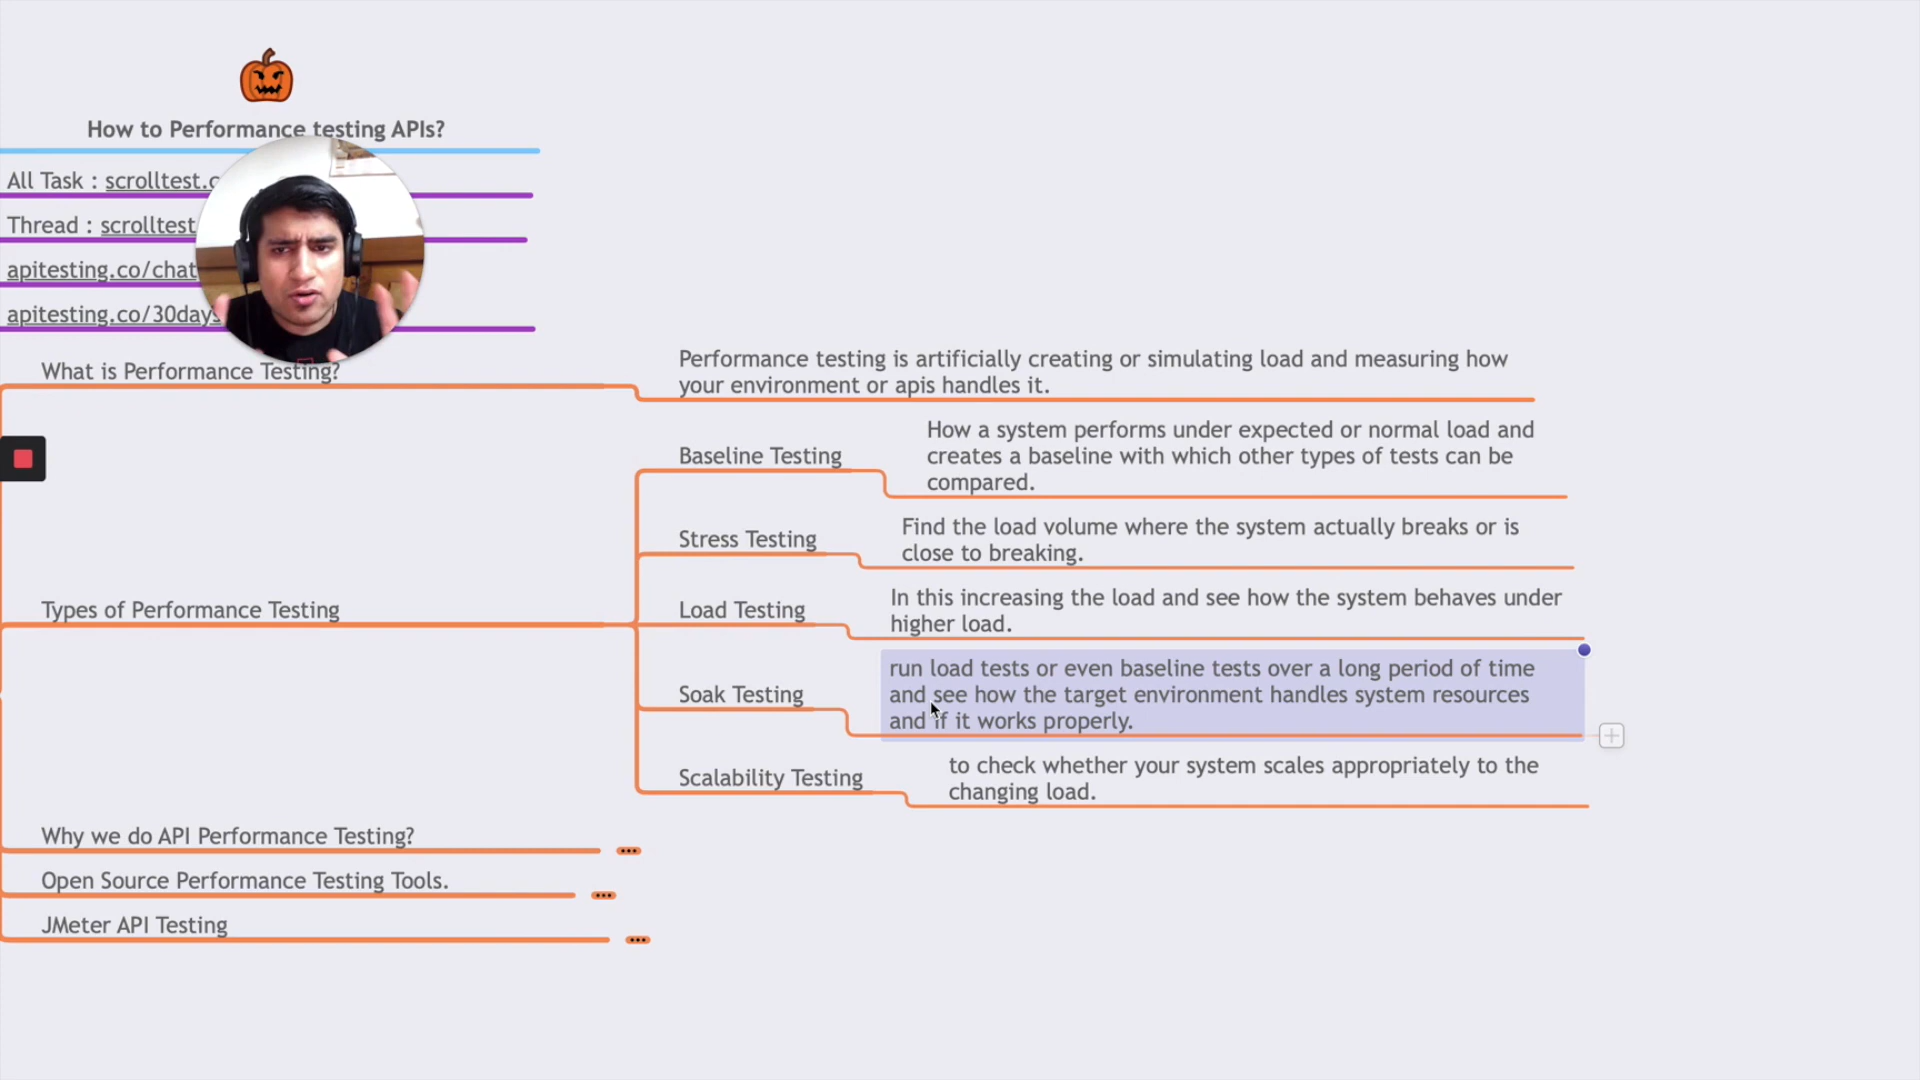 How to Performance testing APIs?
All Task : scrolltest.c
Thread : scrolltest
apitesting.co/chat
apitesting.co/30days
What is Performance Testing?
Performance testing is artificially creating or simulating load and measuring how
your environment or apis handles it.
Types of Performance Testing
Baseline Testing
How a system performs under expected or normal load and
creates a baseline with which other types of tests can be
compared.
Stress Testing
Find the load volume where the system actually breaks or is
close to breaking.
Load Testing
In this increasing the load and see how the system behaves under
higher load.
Soak Testing
run load tests or even baseline tests over a long period of time
and see how the target environment handles system resources
and if it works properly.
Scalability Testing
to check whether your system scales appropriately to the
changing load.
Why we do API Performance Testing?
Open Source Performance Testing Tools.
JMeter API Testing